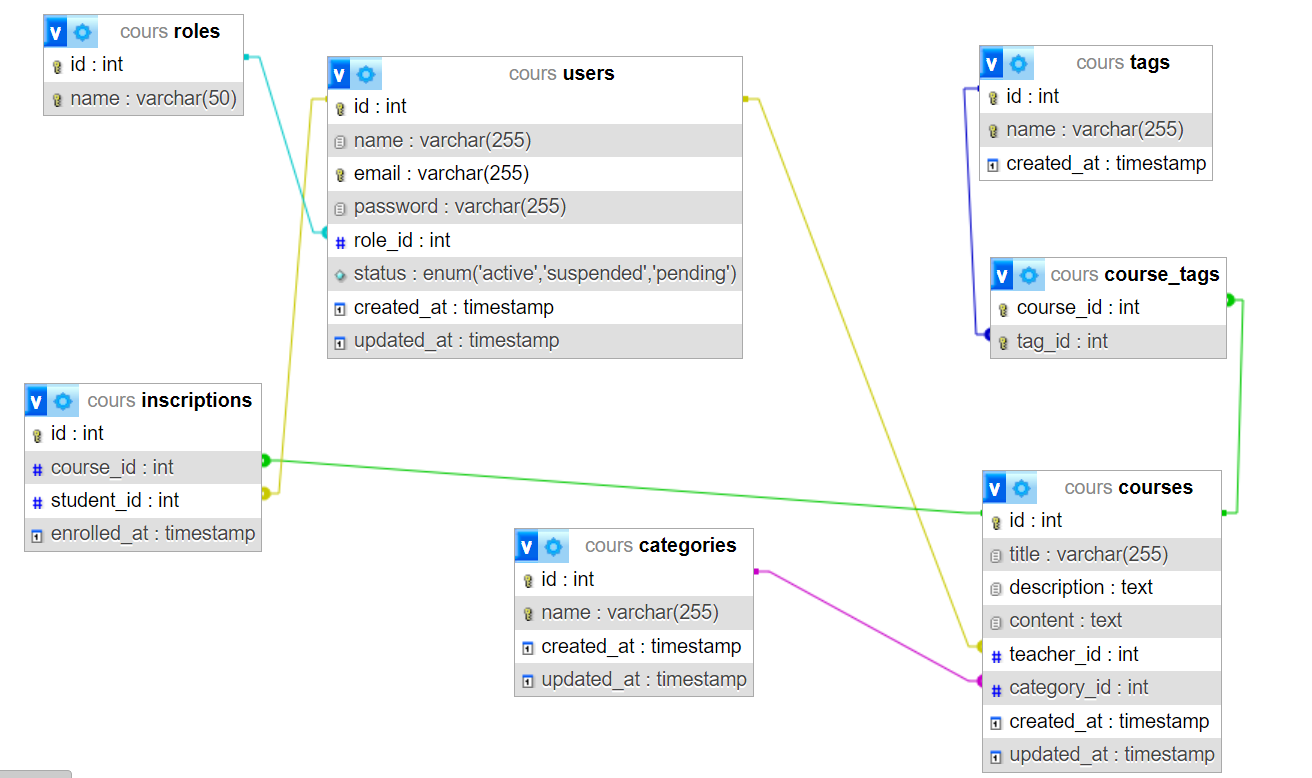 cours roles
id : int
name : varchar(50)
cours users
id : int
name : varchar(255)
email : varchar(255)
password : varchar(255)
role_id : int
status : enum('active','suspended','pending')
created_at : timestamp
updated_at : timestamp
cours tags
id : int
name : varchar(255)
created_at : timestamp
cours course_tags
course_id : int
tag_id : int
cours inscriptions
id : int
course_id : int
student_id : int
enrolled_at : timestamp
cours categories
id : int
name : varchar(255)
created_at : timestamp
updated_at : timestamp
cours courses
id : int
title : varchar(255)
description : text
content : text
teacher_id : int
category_id : int
created_at : timestamp
updated_at : timestamp